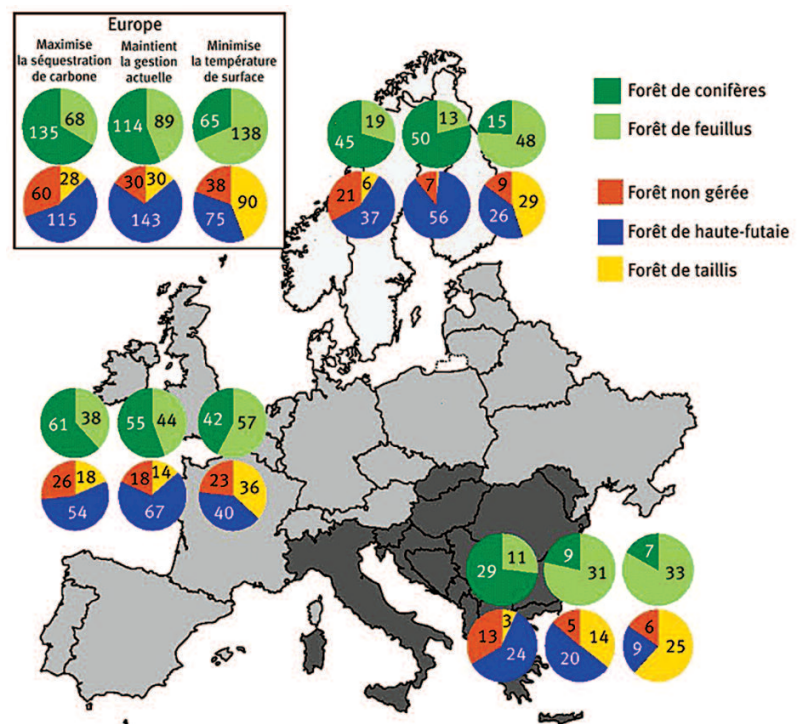 Europe
Maximise la séquestration de carbone
Maintient la gestion actuelle
Minimise la température de surface
135 68
114 89
65 138
60 28 115
30 30 143
38 90 75
Forêt de conifères
Forêt de feuillus
Forêt non gérée
Forêt de haute-futaie
Forêt de taillis
45 19
50 13
15 48
21 6 37
7 56
9 29 26
61 38
55 44
42 57
26 18 54
18 14 67
23 36 40
29 11
9 31
7 33
13 3 24
5 14 20
6 25 9